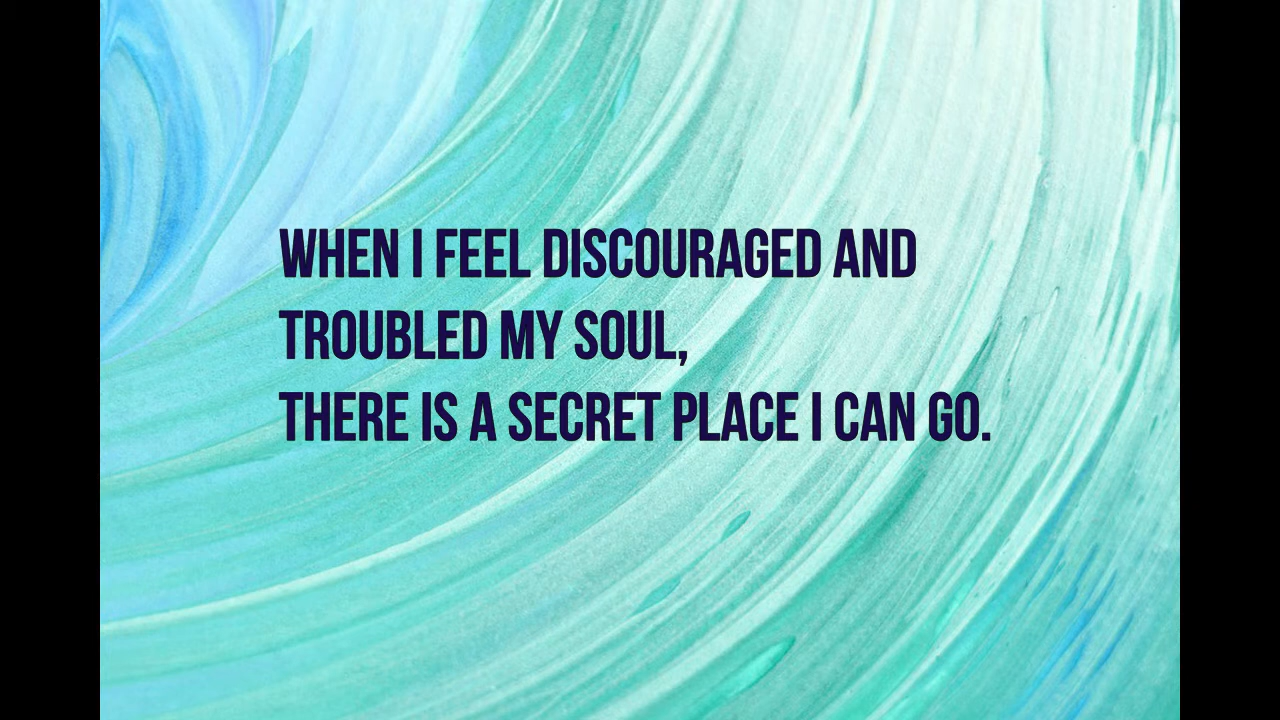 WHEN I FEEL DISCOURAGED AND
TROUBLED MY SOUL,
THERE IS A SECRET PLACE I CAN GO.